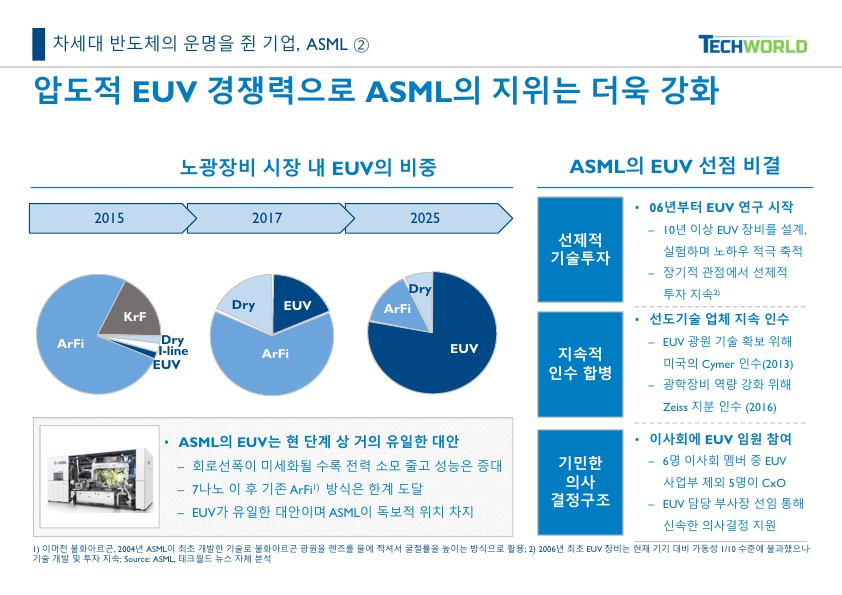 차세대 반도체의 운명을 쥔 기업, ASML ②
TECHWORLD
압도적 EUV 경쟁력으로 ASML의 지위는 더욱 강화
노광장비 시장 내 EUV의 비중
2015
2017
2025
KrF
ArFi
Dry
I-line
EUV
Dry
EUV
ArFi
Dry
ArFi
EUV
• ASML의 EUV는 현 단계 상 거의 유일한 대안
– 회로선폭이 미세화될 수록 전력 소모 줄고 성능은 증대
– 7나노 이 후 기존 ArFi1) 방식은 한계 도달
– EUV가 유일한 대안이며 ASML이 독보적 위치 차지
ASML의 EUV 선점 비결
선제적
기술투자
• 06년부터 EUV 연구 시작
– 10년 이상 EUV 장비를 설계,
실험하며 노하우 적극 축적
– 장기적 관점에서 선제적
투자 지속2)
지속적
인수 합병
• 선도기술 업체 지속 인수
– EUV 광원 기술 확보 위해
미국의 Cymer 인수(2013)
– 광학장비 역량 강화 위해
Zeiss 지분 인수 (2016)
기민한
의사
결정구조
• 이사회에 EUV 임원 참여
– 6명 이사회 멤버 중 EUV
사업부 제외 5명이 CxO
– EUV 담당 부사장 선임 통해
신속한 의사결정 지원
1) 이머전 불화아르곤, 2004년 ASML이 최초 개발한 기술로 불화아르곤 광원을 렌즈를 물에 적셔서 굴절률을 높이는 방식으로 활용; 2) 2006년 최초 EUV 장비는 현재 기기 대비 가동성 1/10 수준에 불과했으나
기술 개발 및 투자 지속; Source: ASML, 테크월드 뉴스 자체 분석